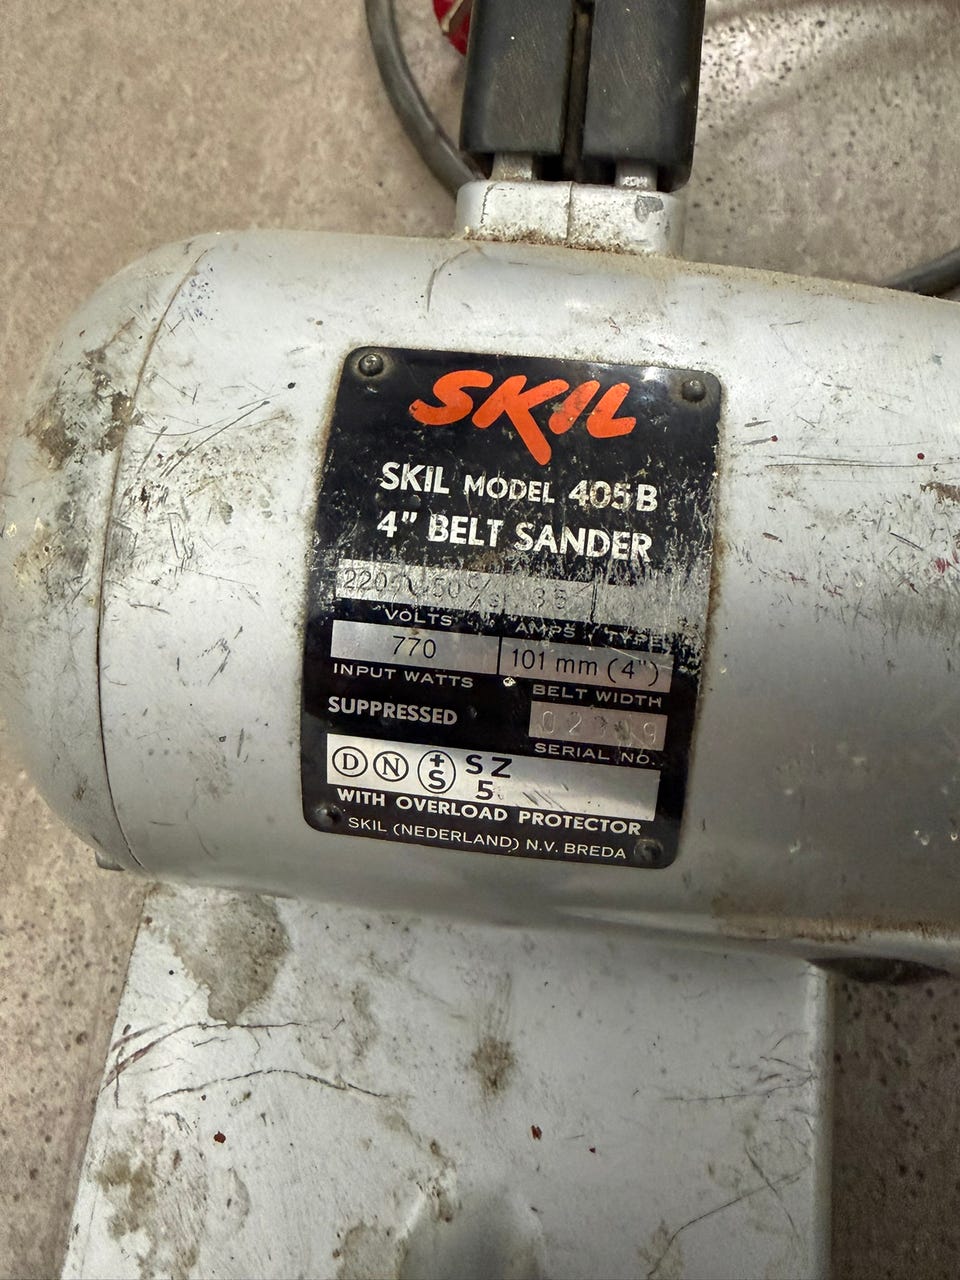 SKIL
SKIL MODEL 405B
4" BELT SANDER
VOLTS AMPS TYPE
770 101 mm (4")
INPUT WATTS BELT WIDTH
SUPPRESSED
SERIAL NO.
D N +S SZ
5
WITH OVERLOAD PROTECTOR
SKIL (NEDERLAND) N.V. BREDA